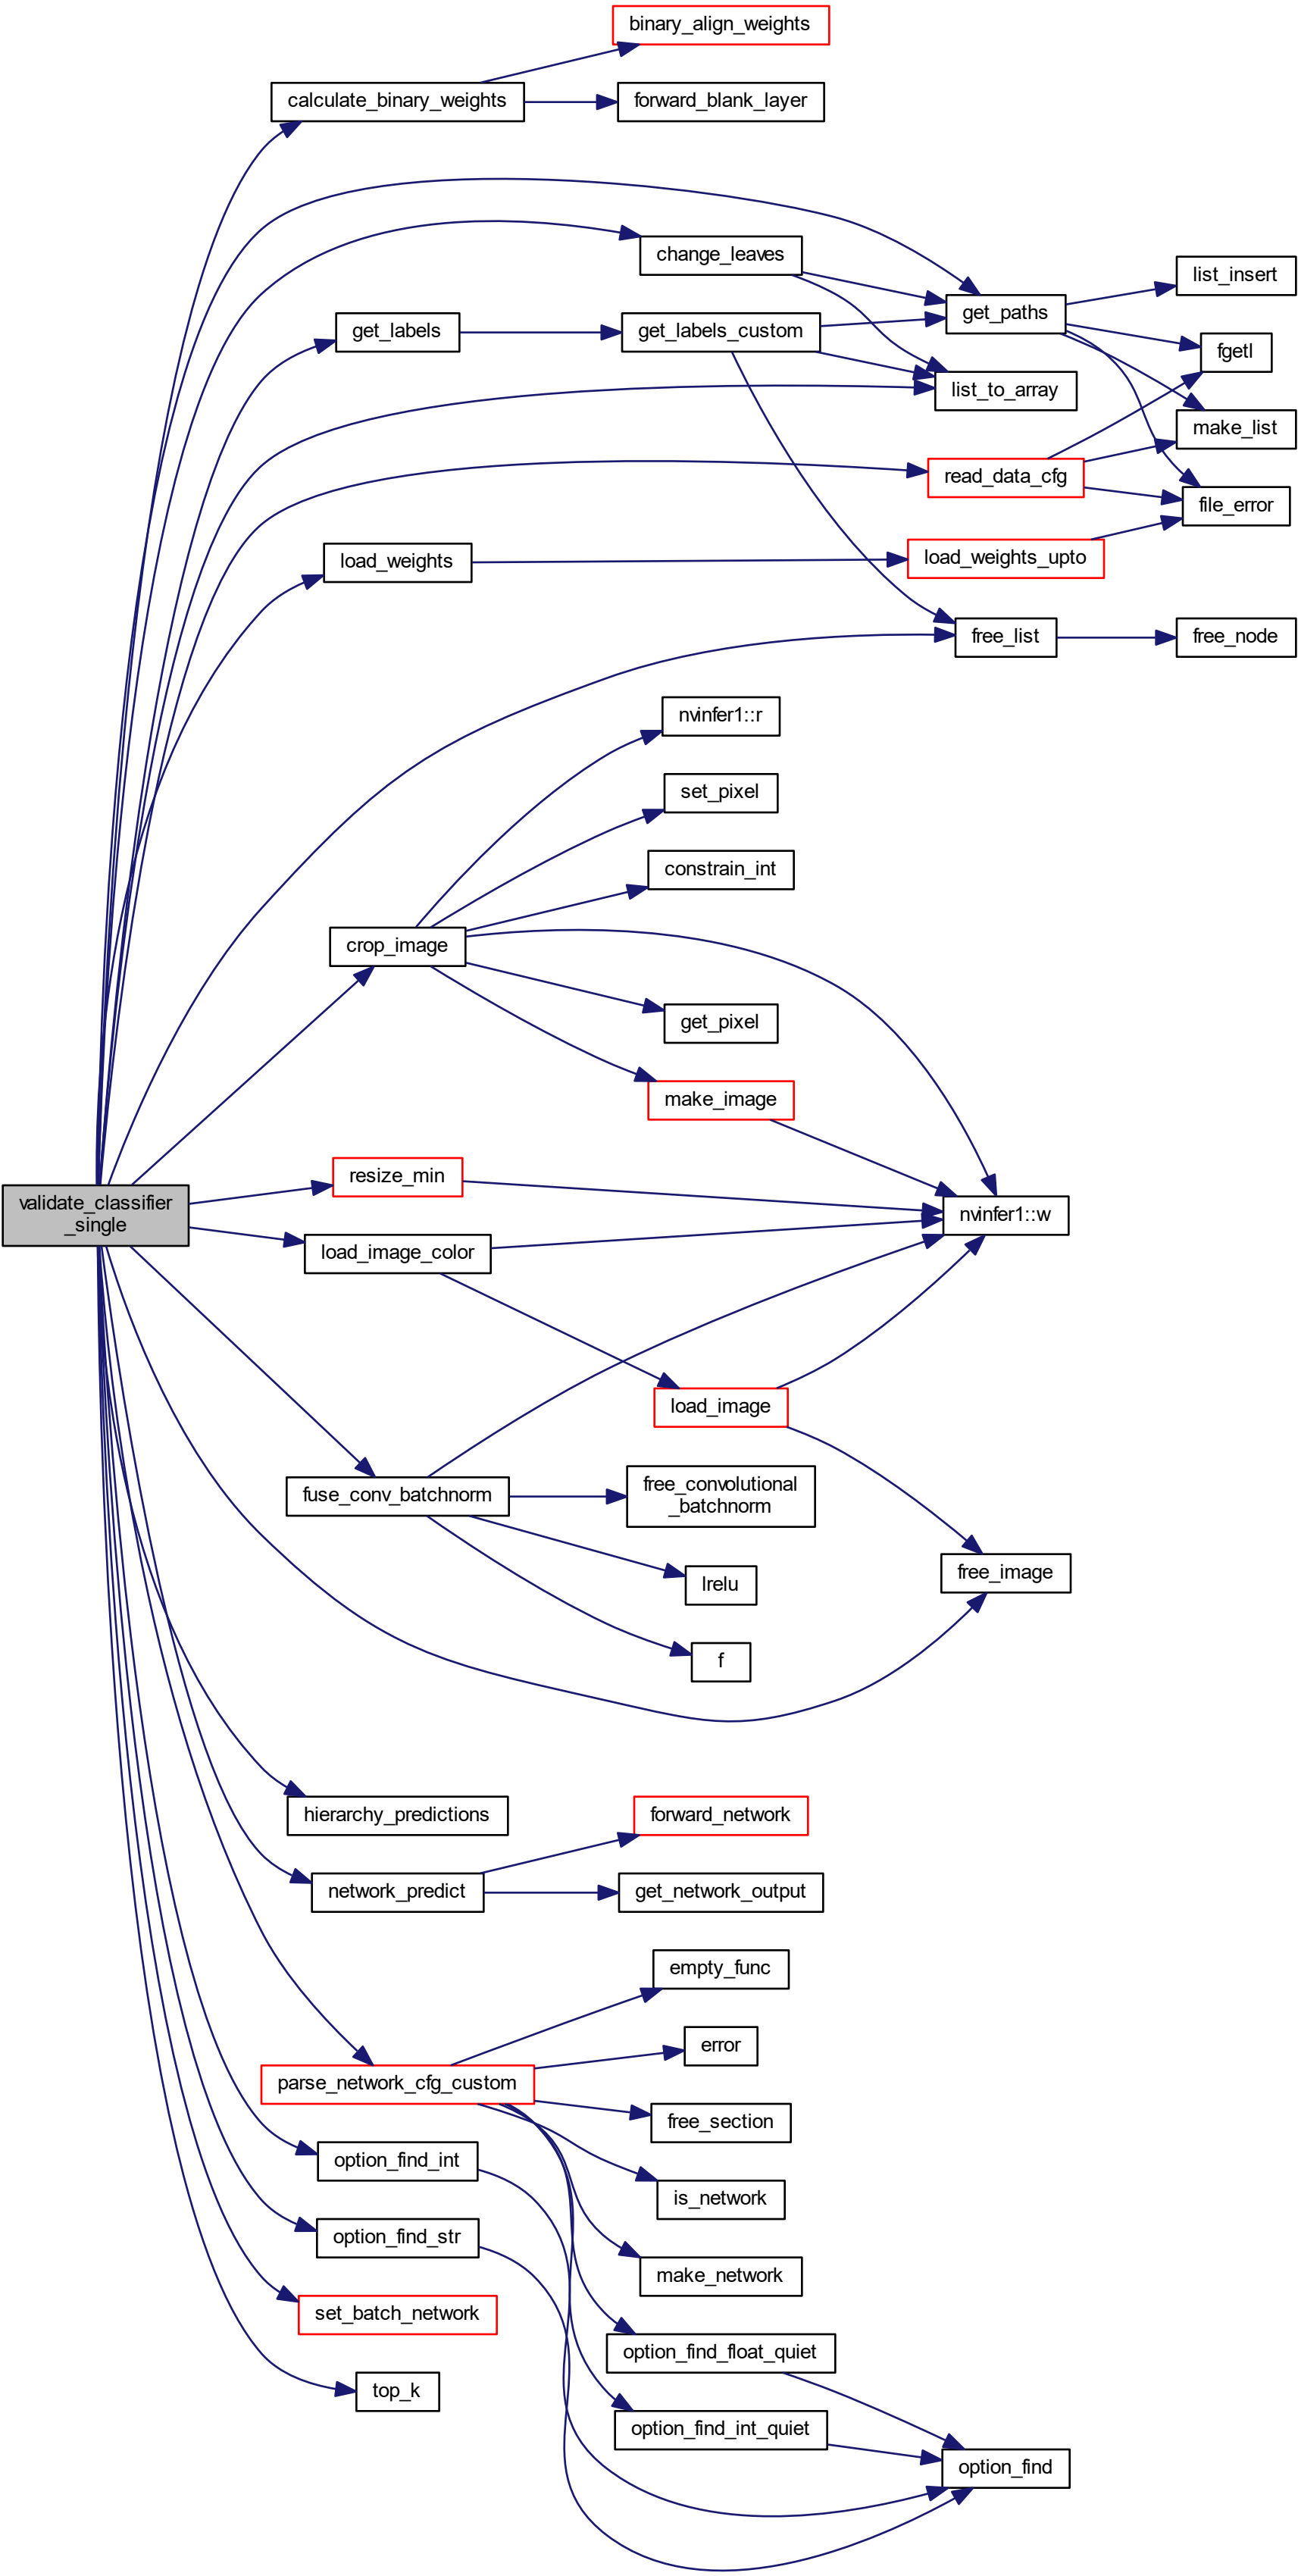 binary_align_weights
calculate_binary_weights
forward_blank_layer
change_leaves
list_insert
get_paths
get_labels
get_labels_custom
fgetl
list_to_array
make_list
read_data_cfg
file_error
load_weights
load_weights_upto
free_list
free_node
nvinfer1::r
set_pixel
constrain_int
crop_image
get_pixel
make_image
resize_min
validate_classifier
_single
nvinfer1::w
load_image_color
load_image
fuse_conv_batchnorm
free_convolutional
_batchnorm
lrelu
free_image
f
hierarchy_predictions
forward_network
network_predict
get_network_output
empty_func
error
parse_network_cfg_custom
free_section
option_find_int
is_network
option_find_str
make_network
set_batch_network
option_find_float_quiet
top_k
option_find_int_quiet
option_find